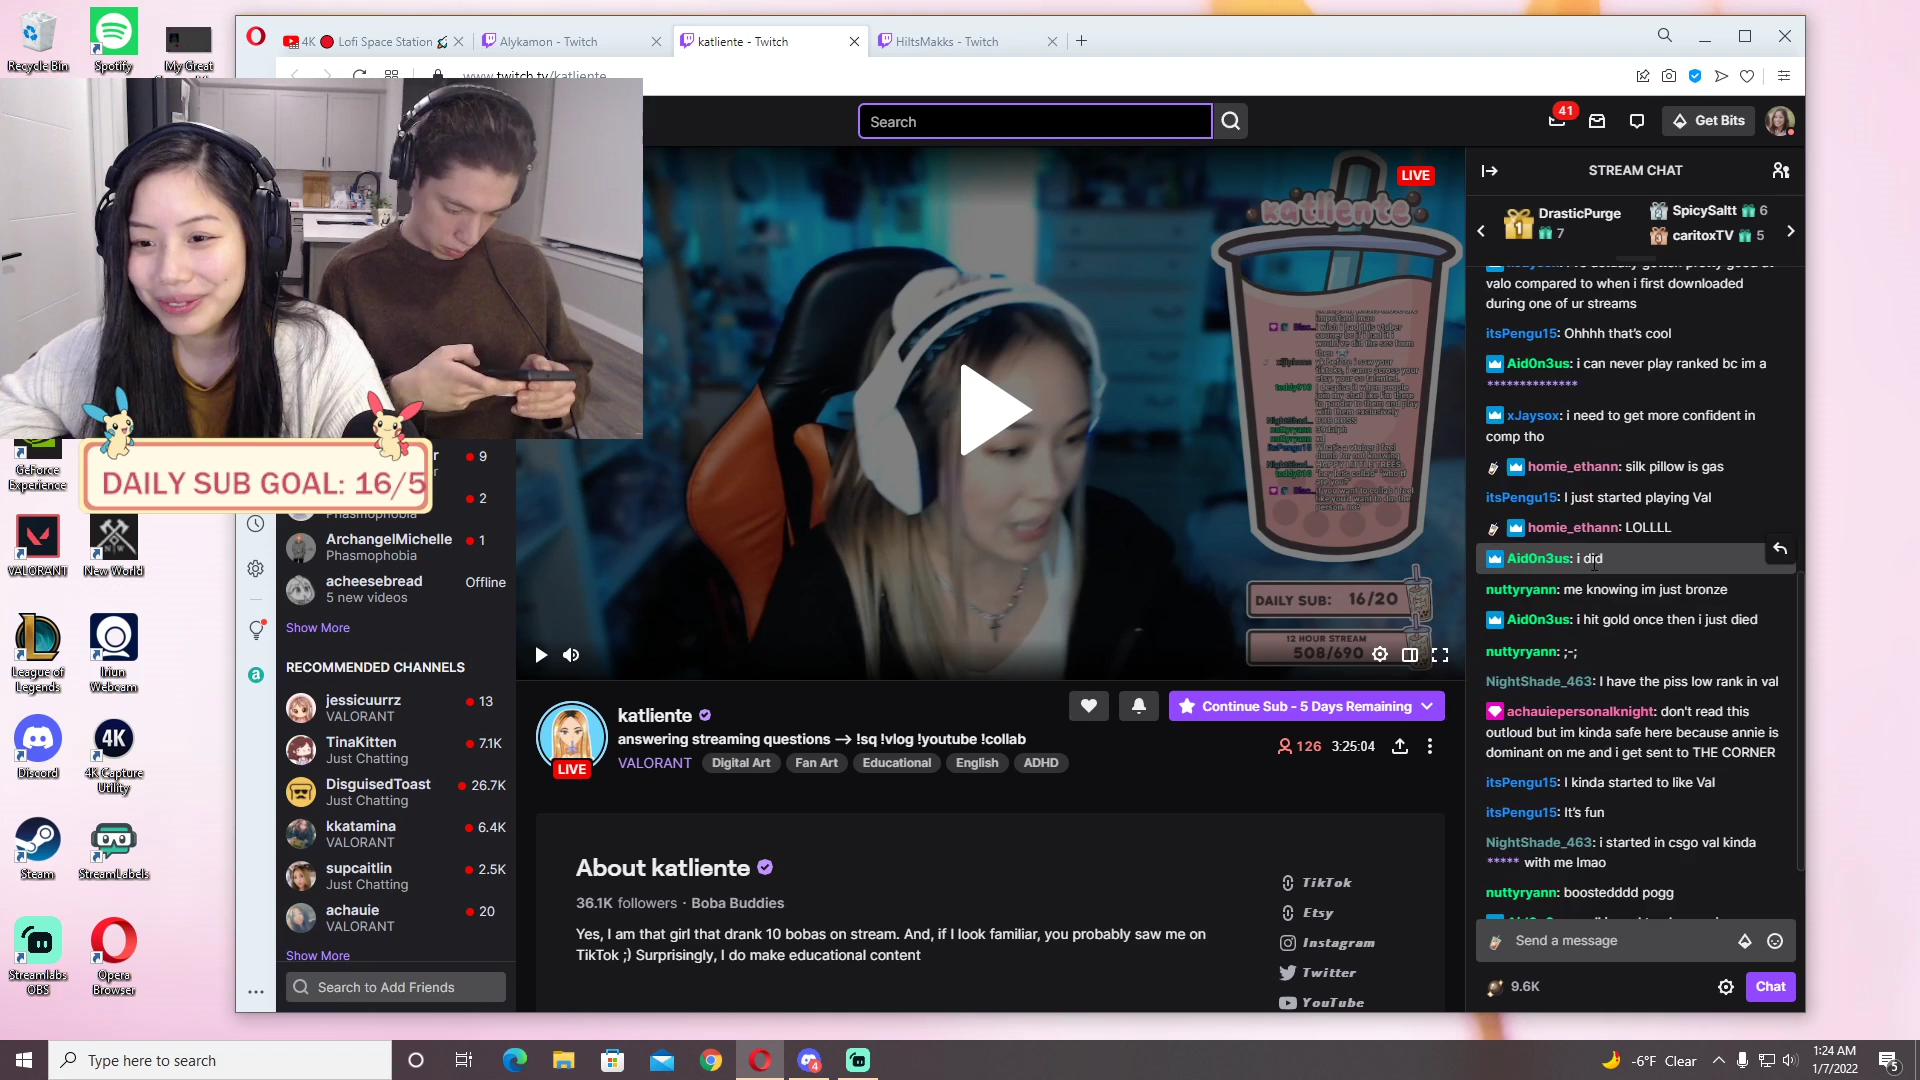 Recycle Bin
Spotify
My Great
4K
Lofi Space Station
Alykamon - Twitch
katliente - Twitch
HiltsMakks - Twitch
www.twitch.tv/katliente
Search
41
Get Bits
DAILY SUB GOAL: 16/5
GeForce Experience
VALORANT
New World
League of Legends
Iriun Webcam
Discord
4K Capture Utility
Steam
StreamLabels
Streamlabs OBS
Opera Browser
9
2
Phasmophobia
ArchangelMichelle
1
Phasmophobia
acheesebread
Offline
5 new videos
Show More
RECOMMENDED CHANNELS
jessicuurrz
13
VALORANT
TinaKitten
7.1K
Just Chatting
DisguisedToast
26.7K
Just Chatting
kkatamina
6.4K
VALORANT
supcaitlin
2.5K
Just Chatting
achauie
20
VALORANT
Show More
Search to Add Friends
LIVE
katliente
DAILY SUB: 16/20
12 HOUR STREAM
508/690
LIVE
katliente
answering streaming questions --> !sq !vlog !youtube !collab
VALORANT
Digital Art
Fan Art
Educational
English
ADHD
Continue Sub - 5 Days Remaining
126
3:25:04
About katliente
36.1K followers · Boba Buddies
Yes, I am that girl that drank 10 bobas on stream. And, if I look familiar, you probably saw me on
TikTok ;) Surprisingly, I do make educational content
TikTok
Etsy
Instagram
Twitter
YouTube
STREAM CHAT
1
DrasticPurge
7
SpicySaltt 6
caritoxTV 5
valo compared to when i first downloaded
during one of ur streams
itsPengu15: Ohhhh that's cool
Aid0n3us: i can never play ranked bc im a
**************
xJaysox: i need to get more confident in
comp tho
homie_ethann: silk pillow is gas
itsPengu15: I just started playing Val
homie_ethann: LOLLLL
Aid0n3us: i did
nuttyryann: me knowing im just bronze
Aid0n3us: i hit gold once then i just died
nuttyryann: ;-;
NightShade_463: I have the piss low rank in val
achauiepersonalknight: don't read this
outloud but im kinda safe here because annie is
dominant on me and i get sent to THE CORNER
itsPengu15: I kinda started to like Val
itsPengu15: It's fun
NightShade_463: i started in csgo val kinda
***** with me lmao
nuttyryann: boostedddd pogg
Send a message
9.6K
Chat
Type here to search
4
-6°F Clear
1:24 AM
1/7/2022
5